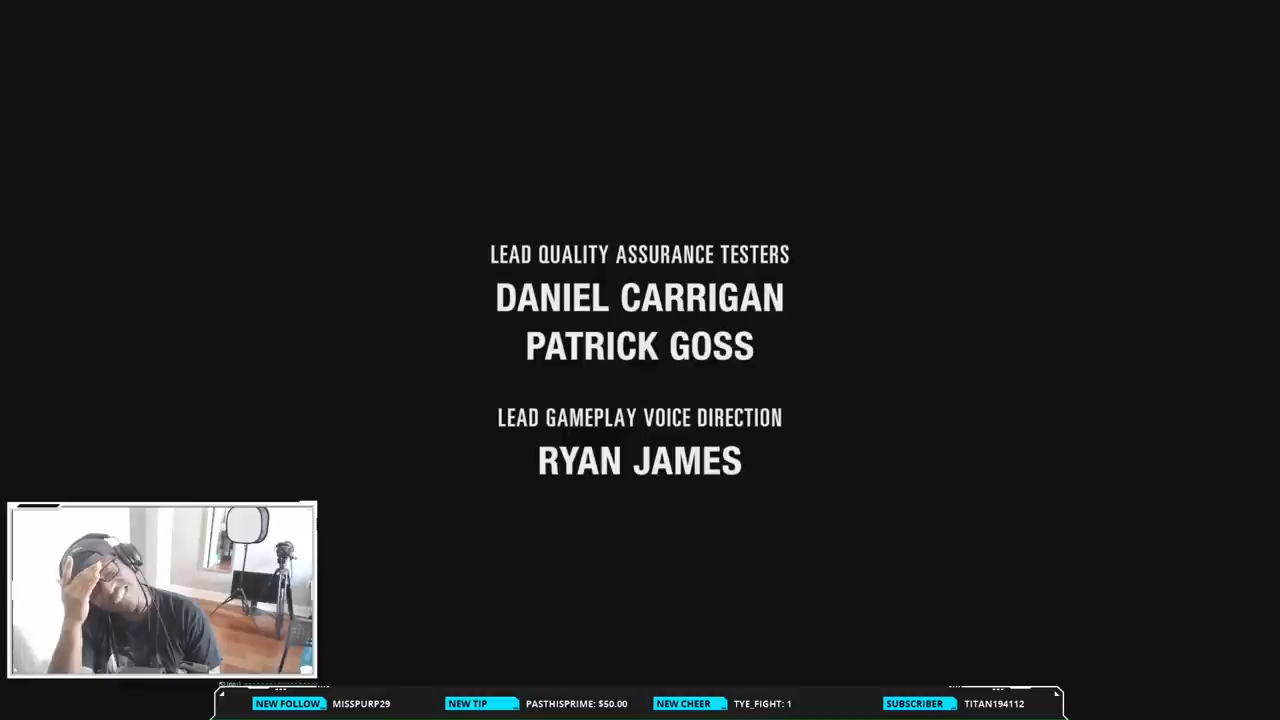 LEAD QUALITY ASSURANCE TESTERS
DANIEL CARRIGAN
PATRICK GOSS
LEAD GAMEPLAY VOICE DIRECTION
RYAN JAMES
NEW FOLLOW MISSPURP29 NEW TIP PASTHISPRIME: $50.00 NEW CHEER TYE_FIGHT: 1 SUBSCRIBER TITAN194112